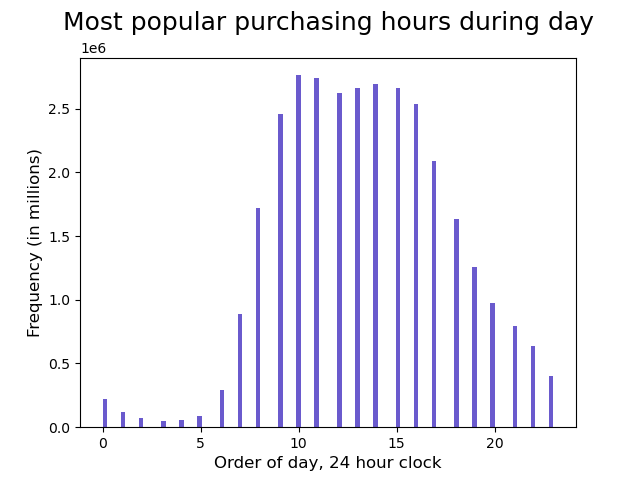 Most popular purchasing hours during day
1e6
2.5
2.0
1.5
1.0
0.5
0.0
Frequency (in millions)
0 5 10 15 20
Order of day, 24 hour clock